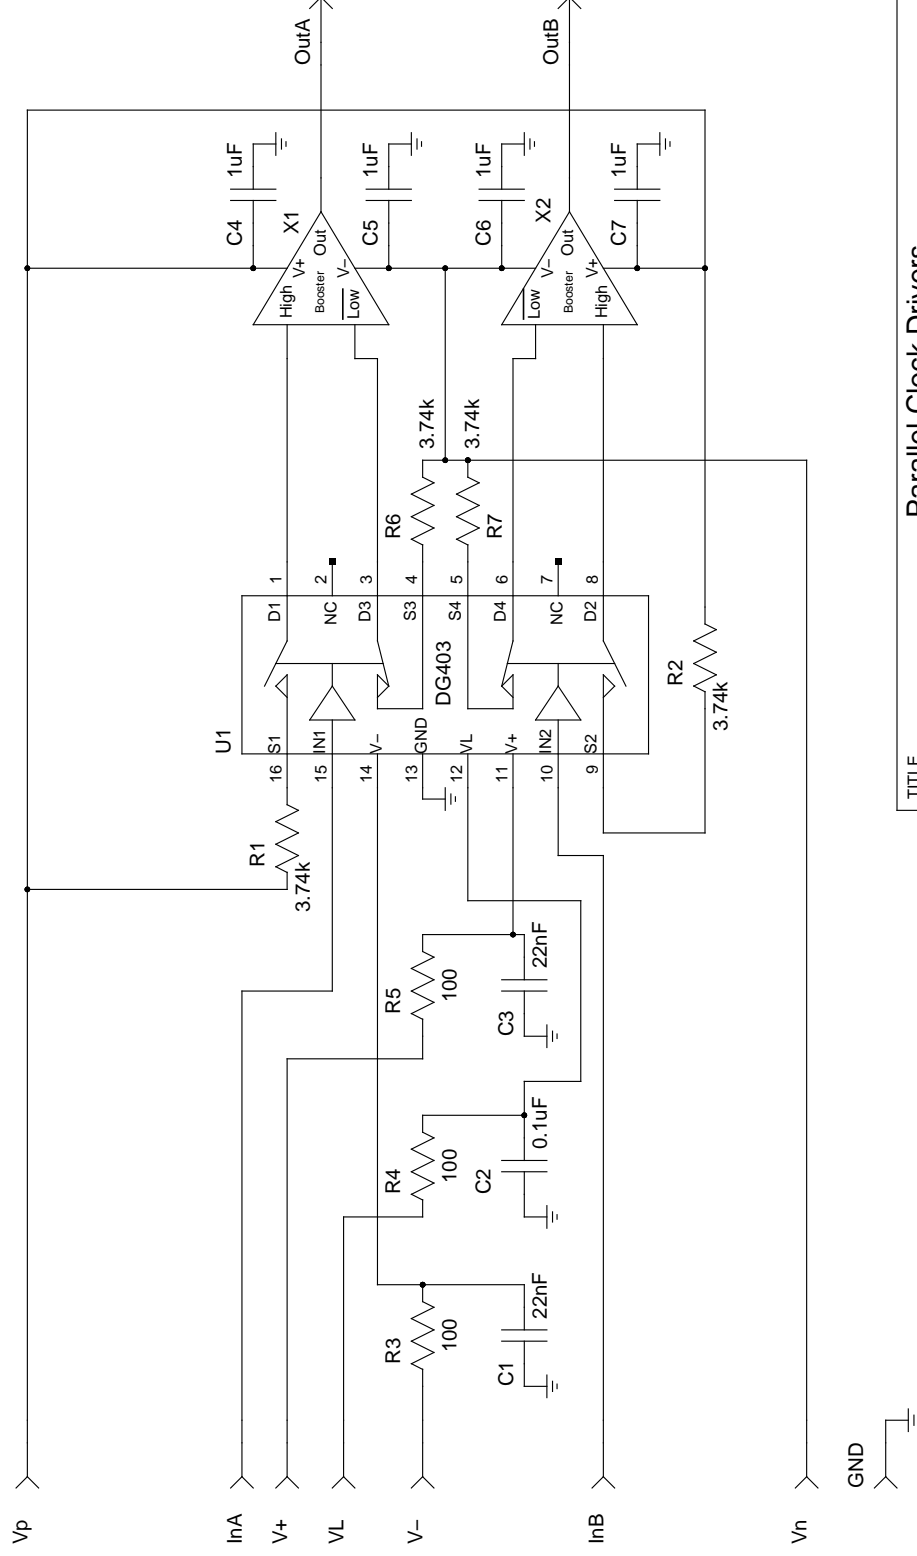 Vp
InA
V+
VL
V−
InB
Vn
GND
R3
100
C1
22nF
R4
100
C2
0.1uF
R5
100
C3
22nF
R1
3.74k
U1
16
S1
15
IN1
14
V−
13
GND
12
VL
11
V+
10
IN2
9
S2
DG403
D1
1
NC
2
D3
3
S3
4
S4
5
D4
6
NC
7
D2
8
R2
3.74k
R6
3.74k
R7
3.74k
High
V+
Booster
Out
Low
V−
X1
C4
1uF
C5
1uF
Low
V−
Booster
Out
High
V+
X2
C6
1uF
C7
1uF
OutA
OutB
TITLE
Parallel Clock Drivers